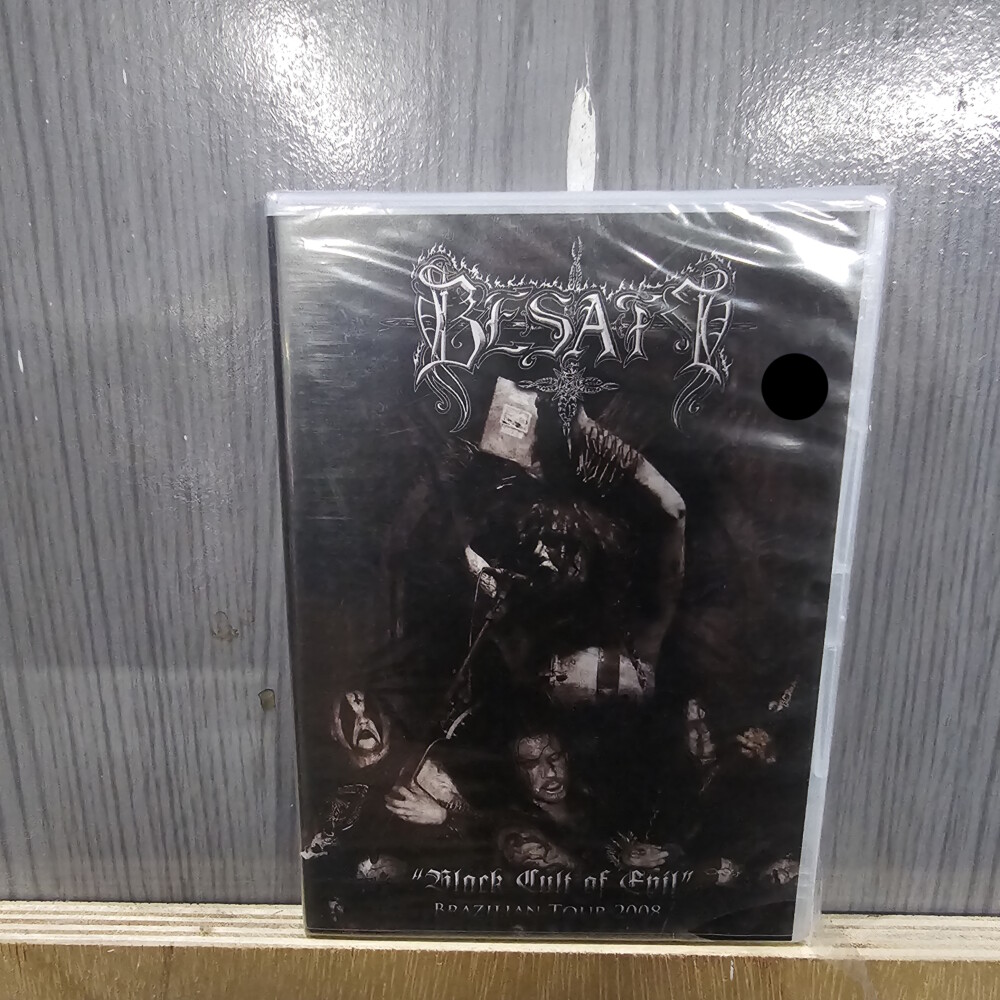 BESATT
"Black Cult of Evil"
BRAZILIAN TOUR 2008